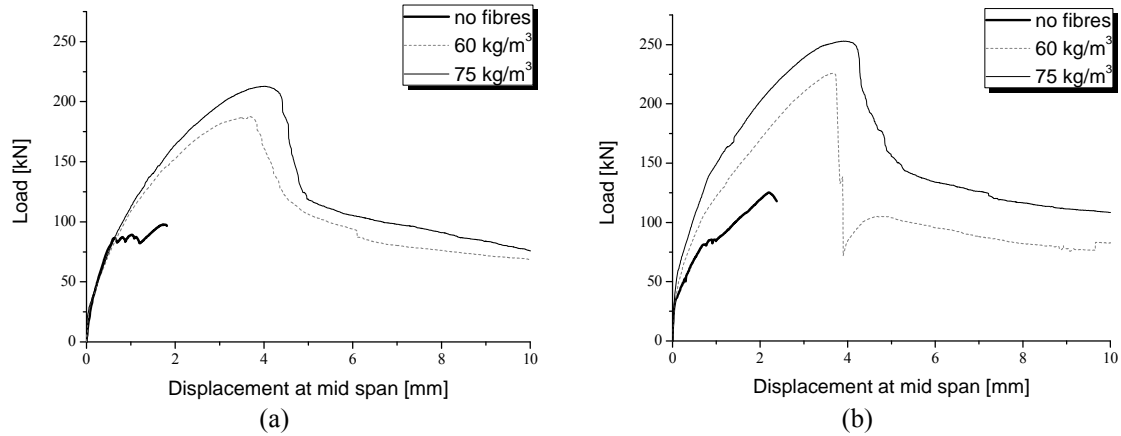 no fibres
60 kg/m³
75 kg/m³
250
200
150
100
50
0
Load [kN]
0 2 4 6 8 10
Displacement at mid span [mm]
(a)
no fibres
60 kg/m³
75 kg/m³
250
200
150
100
50
0
Load [kN]
0 2 4 6 8 10
Displacement at mid span [mm]
(b)